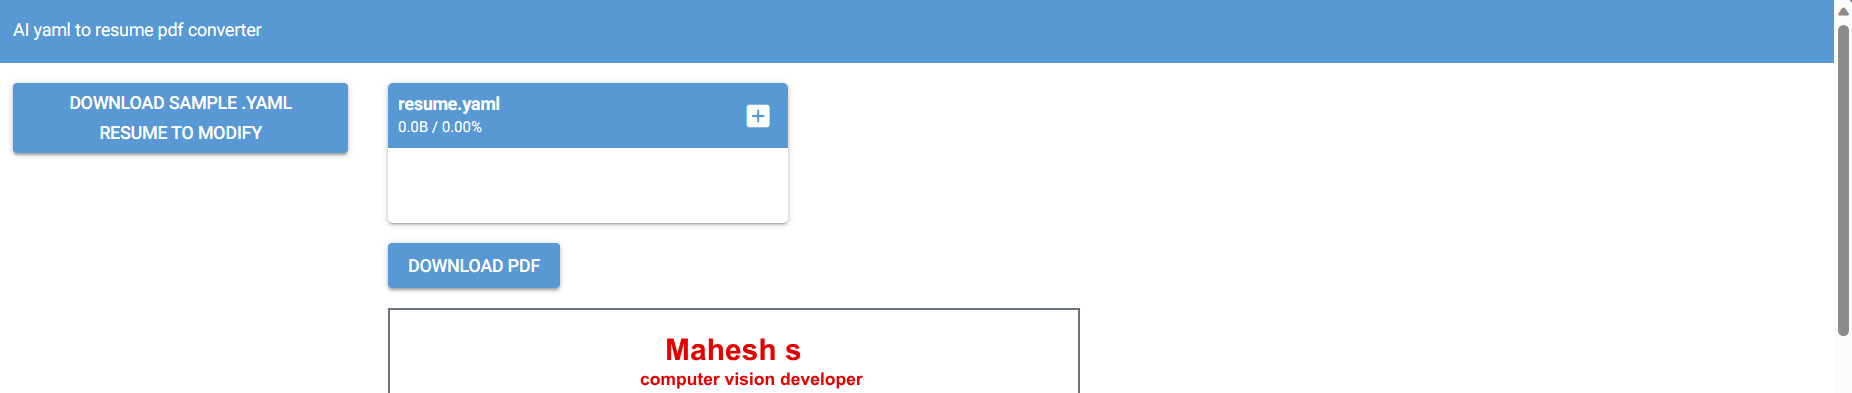 AI yaml to resume pdf converter
DOWNLOAD SAMPLE .YAML
RESUME TO MODIFY
resume.yaml
0.0B / 0.00%
DOWNLOAD PDF
Mahesh s
computer vision developer